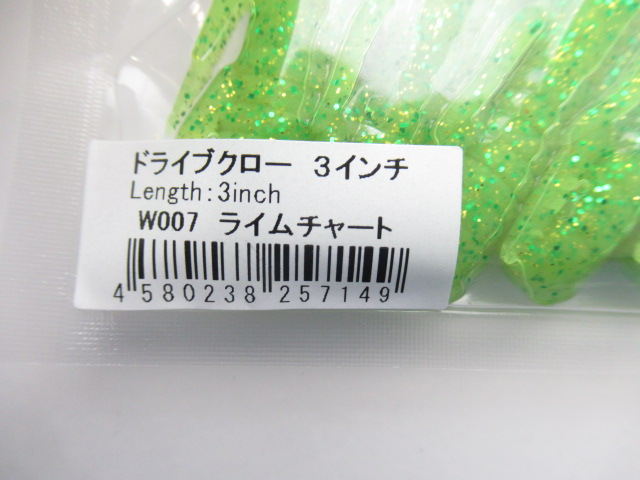 ドライブクロー 3インチ
Length:3inch
W007 ライムチャート
4 580238 257149